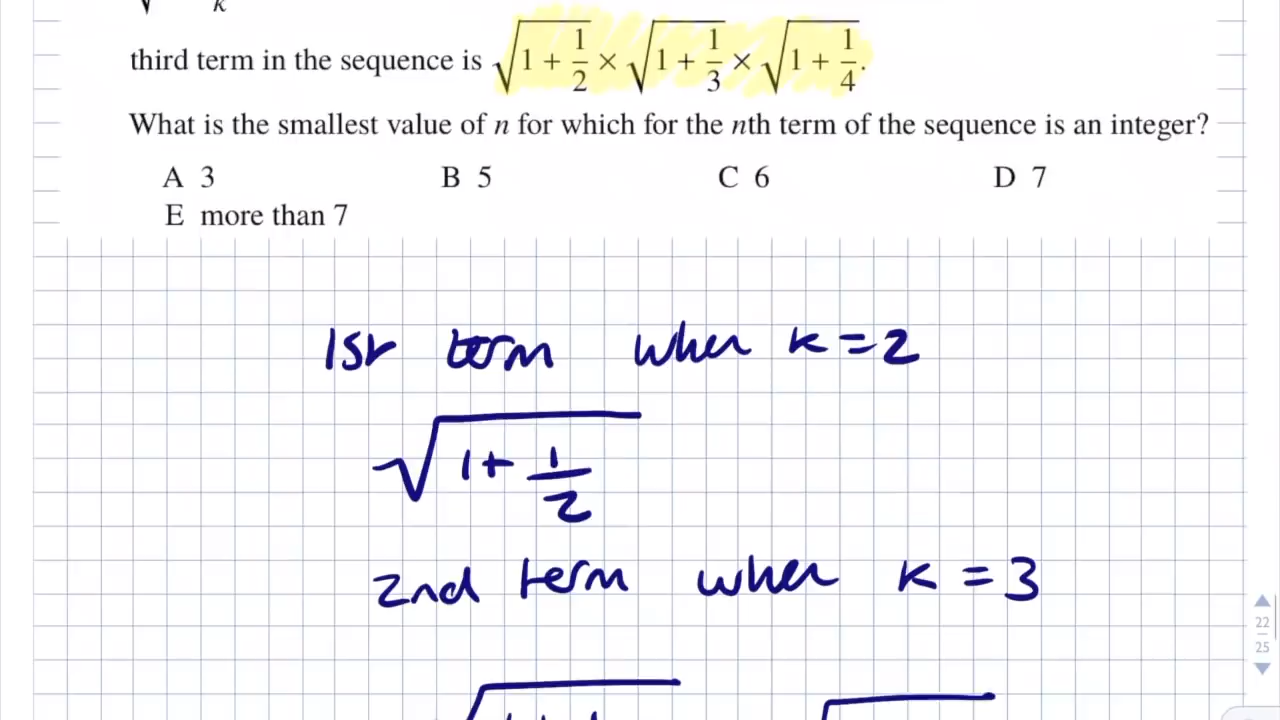 k
third term in the sequence is √(1 + 1/2) × √(1 + 1/3) × √(1 + 1/4).
What is the smallest value of n for which for the nth term of the sequence is an integer?
A 3 B 5 C 6 D 7
E more than 7
1st term when k = 2
√(1 + 1/2)
2nd term when k = 3
22
25